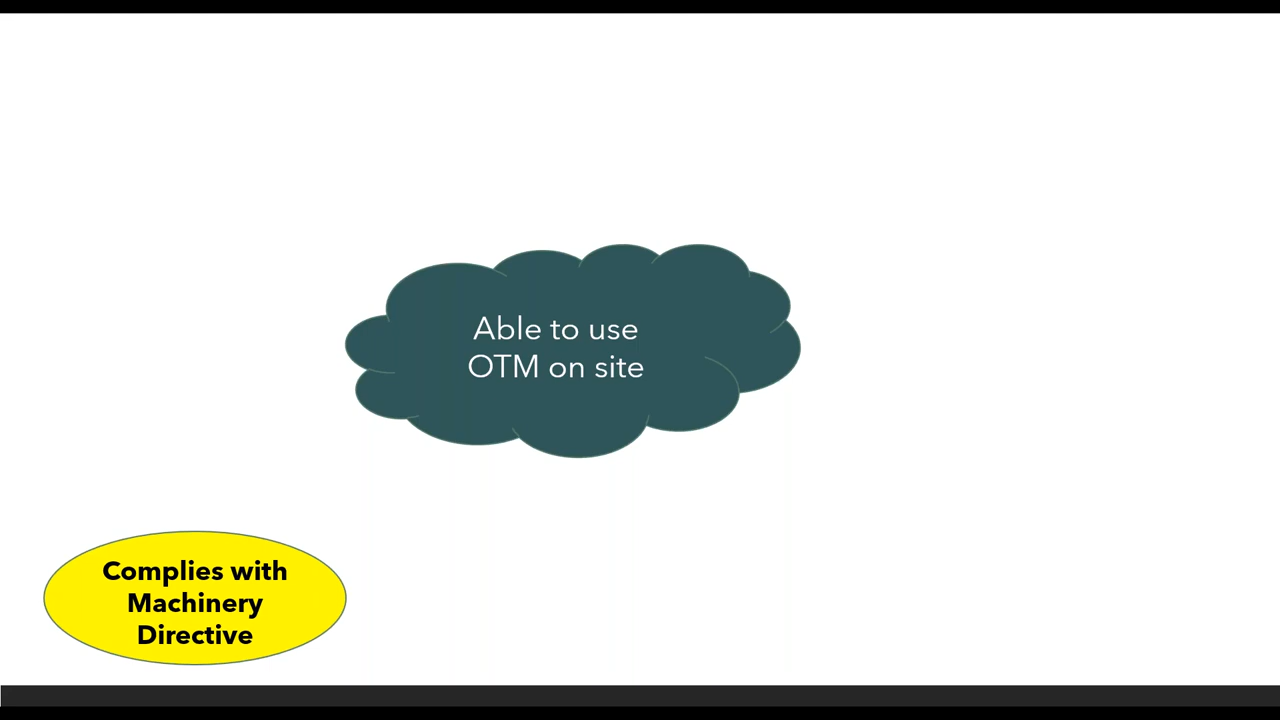 Able to use
OTM on site
Complies with
Machinery
Directive